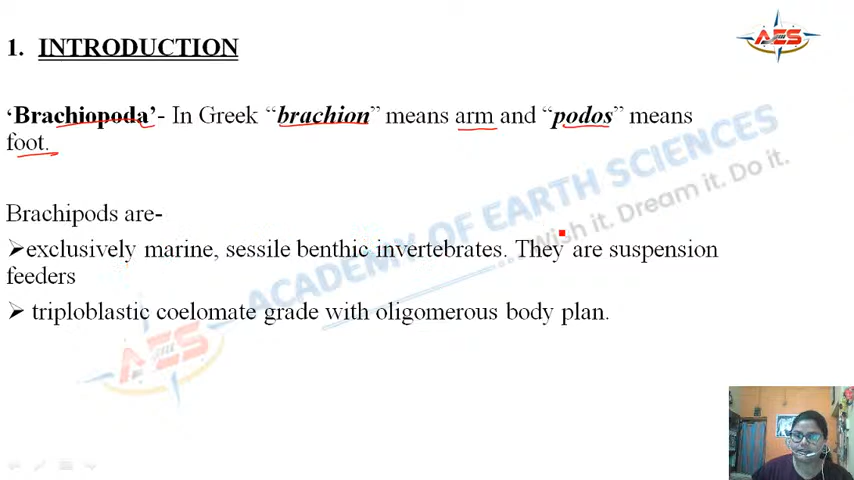 AES
1. INTRODUCTION
‘Brachiopoda’- In Greek “brachion” means arm and “podos” means
foot.
Brachipods are-
➢exclusively marine, sessile benthic invertebrates. They are suspension
feeders
➢ triploblastic coelomate grade with oligomerous body plan.
ACADEMY OF EARTH SCIENCES
... Wish it. Dream it. Do it.
AES